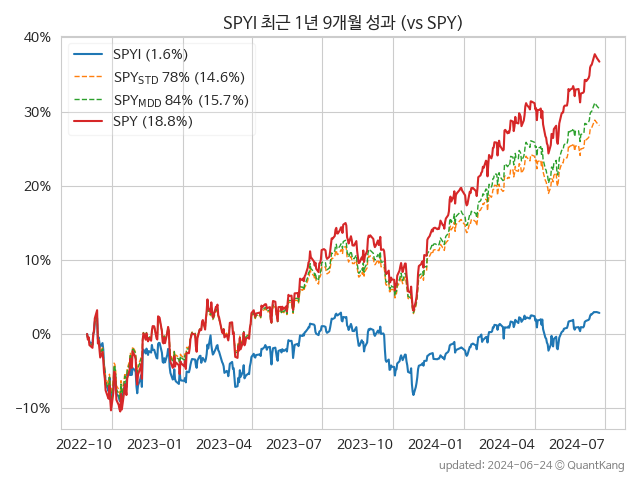 SPYI 최근 1년 9개월 성과 (vs SPY)
40%
30%
20%
10%
0%
−10%
SPYI (1.6%)
SPYSTD 78% (14.6%)
SPYMDD 84% (15.7%)
SPY (18.8%)
2022-10 2023-01 2023-04 2023-07 2023-10 2024-01 2024-04 2024-07
updated: 2024-06-24 © QuantKang